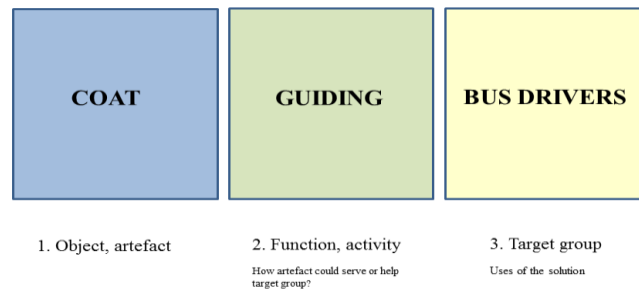 COAT
GUIDING
BUS DRIVERS
1. Object, artefact
2. Function, activity
How artefact could serve or help
target group?
3. Target group
Uses of the solution